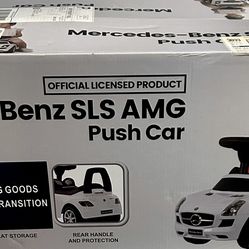 Mercedes-Benz
Push Car
OFFICIAL LICENSED PRODUCT
Benz SLS AMG
Push Car
GOODS
TRANSITION
AT STORAGE
REAR HANDLE
AND PROTECTION